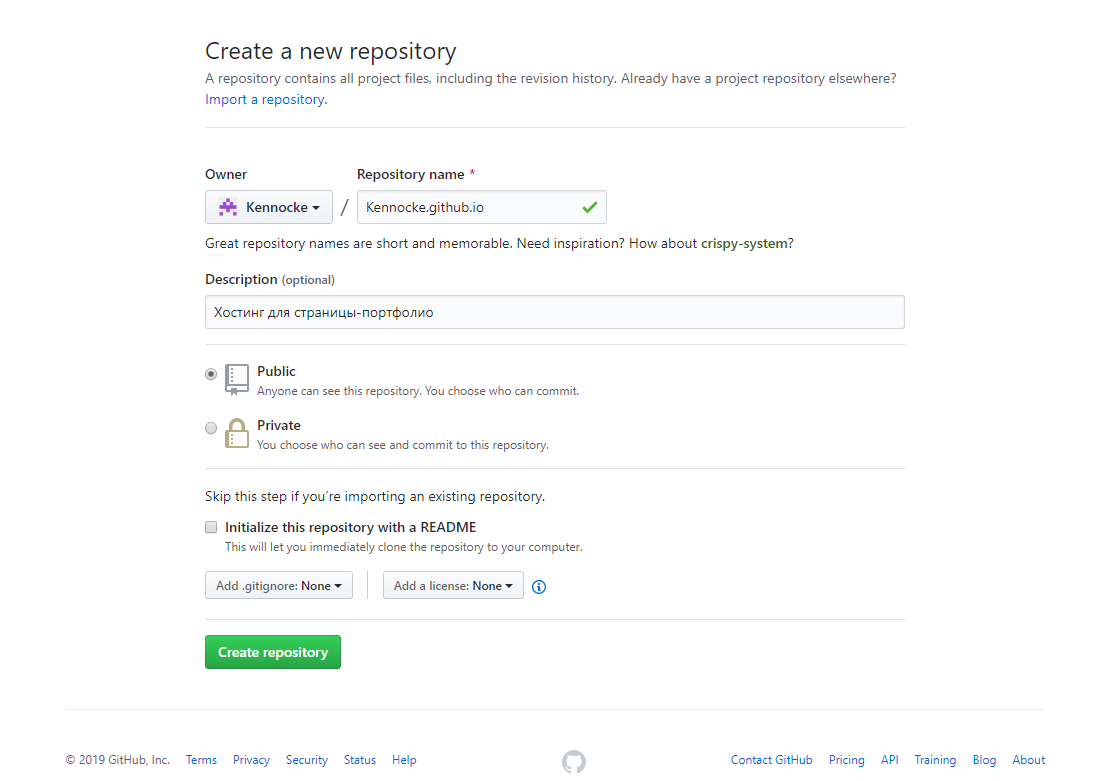 Create a new repository
A repository contains all project files, including the revision history. Already have a project repository elsewhere?
Import a repository.
Owner
Repository name *
Kennocke
/
Kennocke.github.io
Great repository names are short and memorable. Need inspiration? How about crispy-system?
Description (optional)
Хостинг для страницы-портфолио
Public
Anyone can see this repository. You choose who can commit.
Private
You choose who can see and commit to this repository.
Skip this step if you’re importing an existing repository.
Initialize this repository with a README
This will let you immediately clone the repository to your computer.
Add .gitignore: None
Add a license: None
Create repository
© 2019 GitHub, Inc. Terms Privacy Security Status Help
Contact GitHub Pricing API Training Blog About